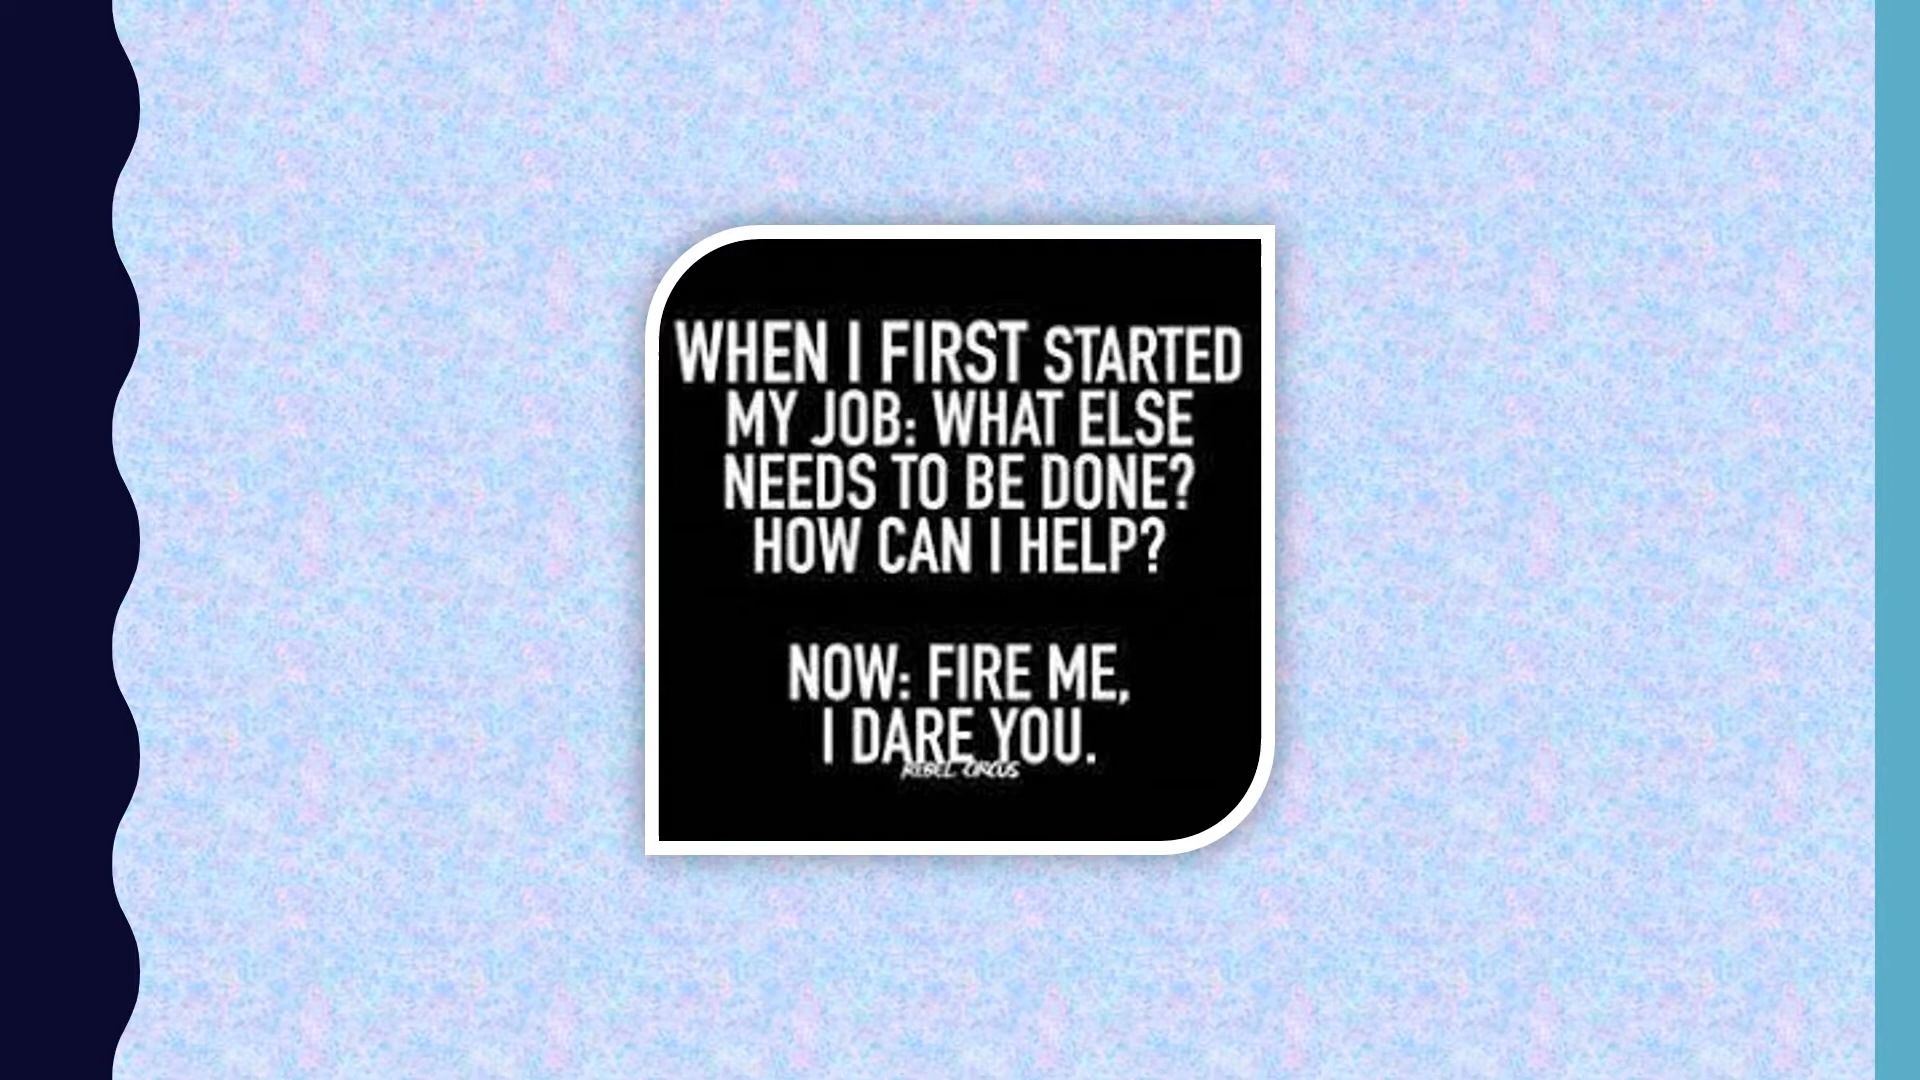 WHEN I FIRST STARTED
MY JOB: WHAT ELSE
NEEDS TO BE DONE?
HOW CAN I HELP?
NOW: FIRE ME,
I DARE YOU.
REBEL CIRCUS